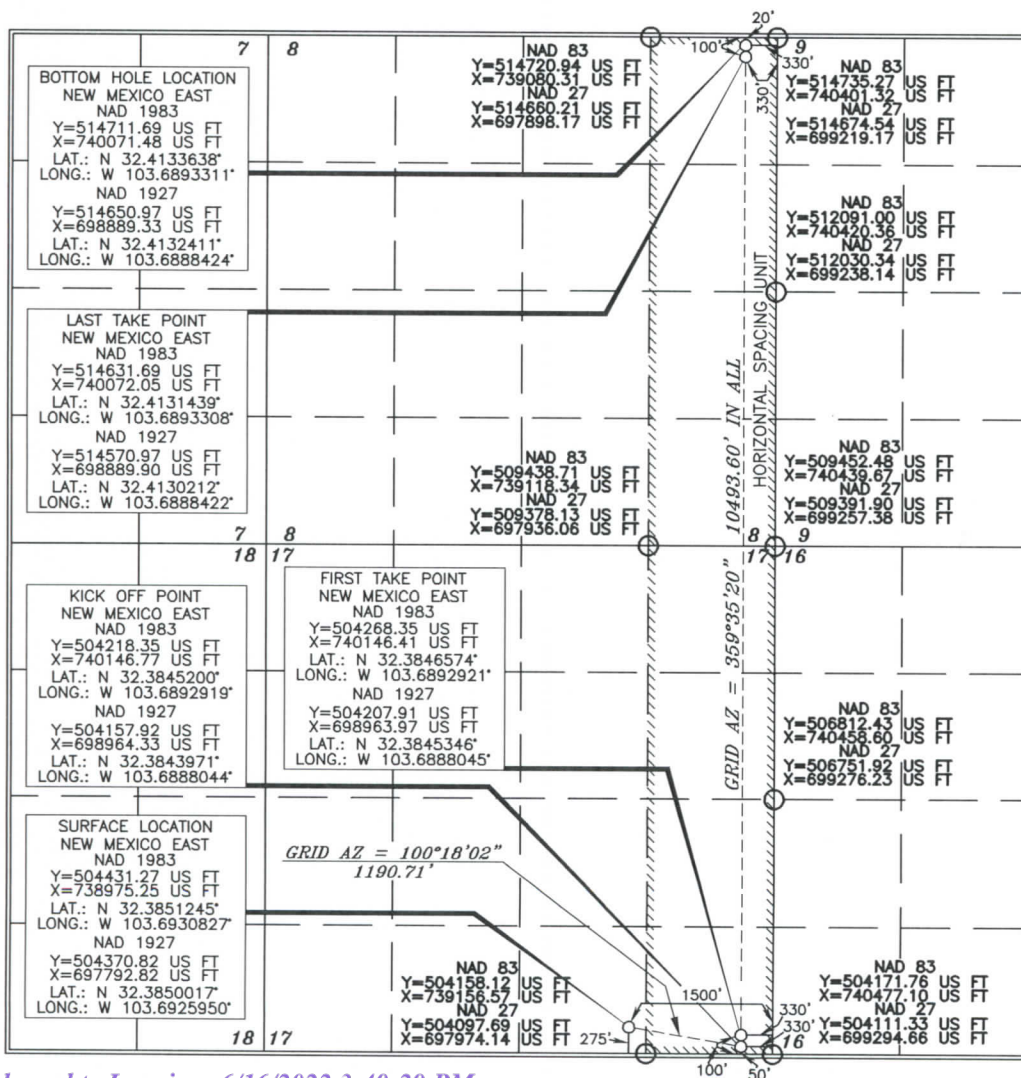 20'
7 8
100'
9
330'
330'
NAD 83
Y=514720.94 US FT
X=739080.31 US FT
NAD 27
Y=514660.21 US FT
X=697898.17 US FT
NAD 83
Y=514735.27 US FT
X=740401.32 US FT
NAD 27
Y=514674.54 US FT
X=699219.17 US FT
BOTTOM HOLE LOCATION
NEW MEXICO EAST
NAD 1983
Y=514711.69 US FT
X=740071.48 US FT
LAT.: N 32.4133638°
LONG.: W 103.6893311°
NAD 1927
Y=514650.97 US FT
X=698889.33 US FT
LAT.: N 32.4132411°
LONG.: W 103.6888424°
NAD 83
Y=512091.00 US FT
X=740420.36 US FT
NAD 27
Y=512030.34 US FT
X=699238.14 US FT
LAST TAKE POINT
NEW MEXICO EAST
NAD 1983
Y=514631.69 US FT
X=740072.05 US FT
LAT.: N 32.4131439°
LONG.: W 103.6893308°
NAD 1927
Y=514570.97 US FT
X=698889.90 US FT
LAT.: N 32.4130212°
LONG.: W 103.6888422°
HORIZONTAL SPACING UNIT
GRID AZ = 359°35'20" 10493.60' IN ALL
NAD 83
Y=509438.71 US FT
X=739118.34 US FT
NAD 27
Y=509378.13 US FT
X=697936.06 US FT
NAD 83
Y=509452.48 US FT
X=740439.67 US FT
NAD 27
Y=509391.90 US FT
X=699257.38 US FT
7 8
18 17
8 9
17 16
KICK OFF POINT
NEW MEXICO EAST
NAD 1983
Y=504218.35 US FT
X=740146.77 US FT
LAT.: N 32.3845200°
LONG.: W 103.6892919°
NAD 1927
Y=504157.92 US FT
X=698964.33 US FT
LAT.: N 32.3843971°
LONG.: W 103.6888044°
FIRST TAKE POINT
NEW MEXICO EAST
NAD 1983
Y=504268.35 US FT
X=740146.41 US FT
LAT.: N 32.3846574°
LONG.: W 103.6892921°
NAD 1927
Y=504207.91 US FT
X=698963.97 US FT
LAT.: N 32.3845346°
LONG.: W 103.6888045°
NAD 83
Y=506812.43 US FT
X=740458.60 US FT
NAD 27
Y=506751.92 US FT
X=699276.23 US FT
SURFACE LOCATION
NEW MEXICO EAST
NAD 1983
Y=504431.27 US FT
X=738975.25 US FT
LAT.: N 32.3851245°
LONG.: W 103.6930827°
NAD 1927
Y=504370.82 US FT
X=697792.82 US FT
LAT.: N 32.3850017°
LONG.: W 103.6925950°
GRID AZ = 100°18'02"
1190.71'
NAD 83
Y=504158.12 US FT
X=739156.57 US FT
NAD 27
Y=504097.69 US FT
X=697974.14 US FT
NAD 83
Y=504171.76 US FT
X=740477.10 US FT
NAD 27
Y=504111.33 US FT
X=699294.66 US FT
1500'
330'
330'
275'
18 17
16
100'
50'
6/16/2022
PM